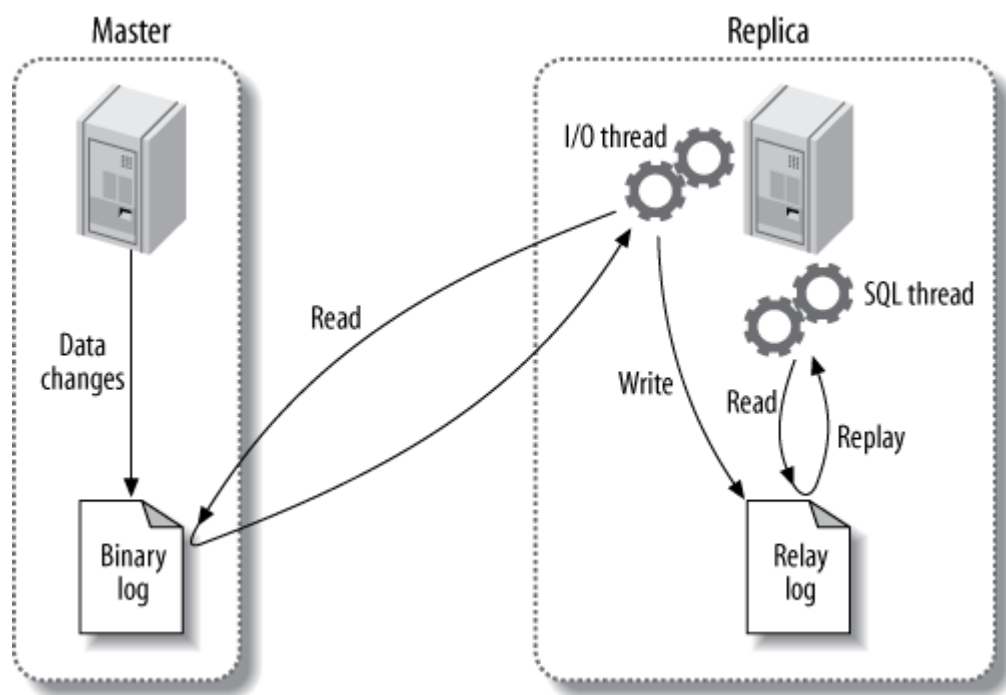 Master
Replica
I/O thread
SQL thread
Read
Data
changes
Write
Read
Replay
Binary
log
Relay
log